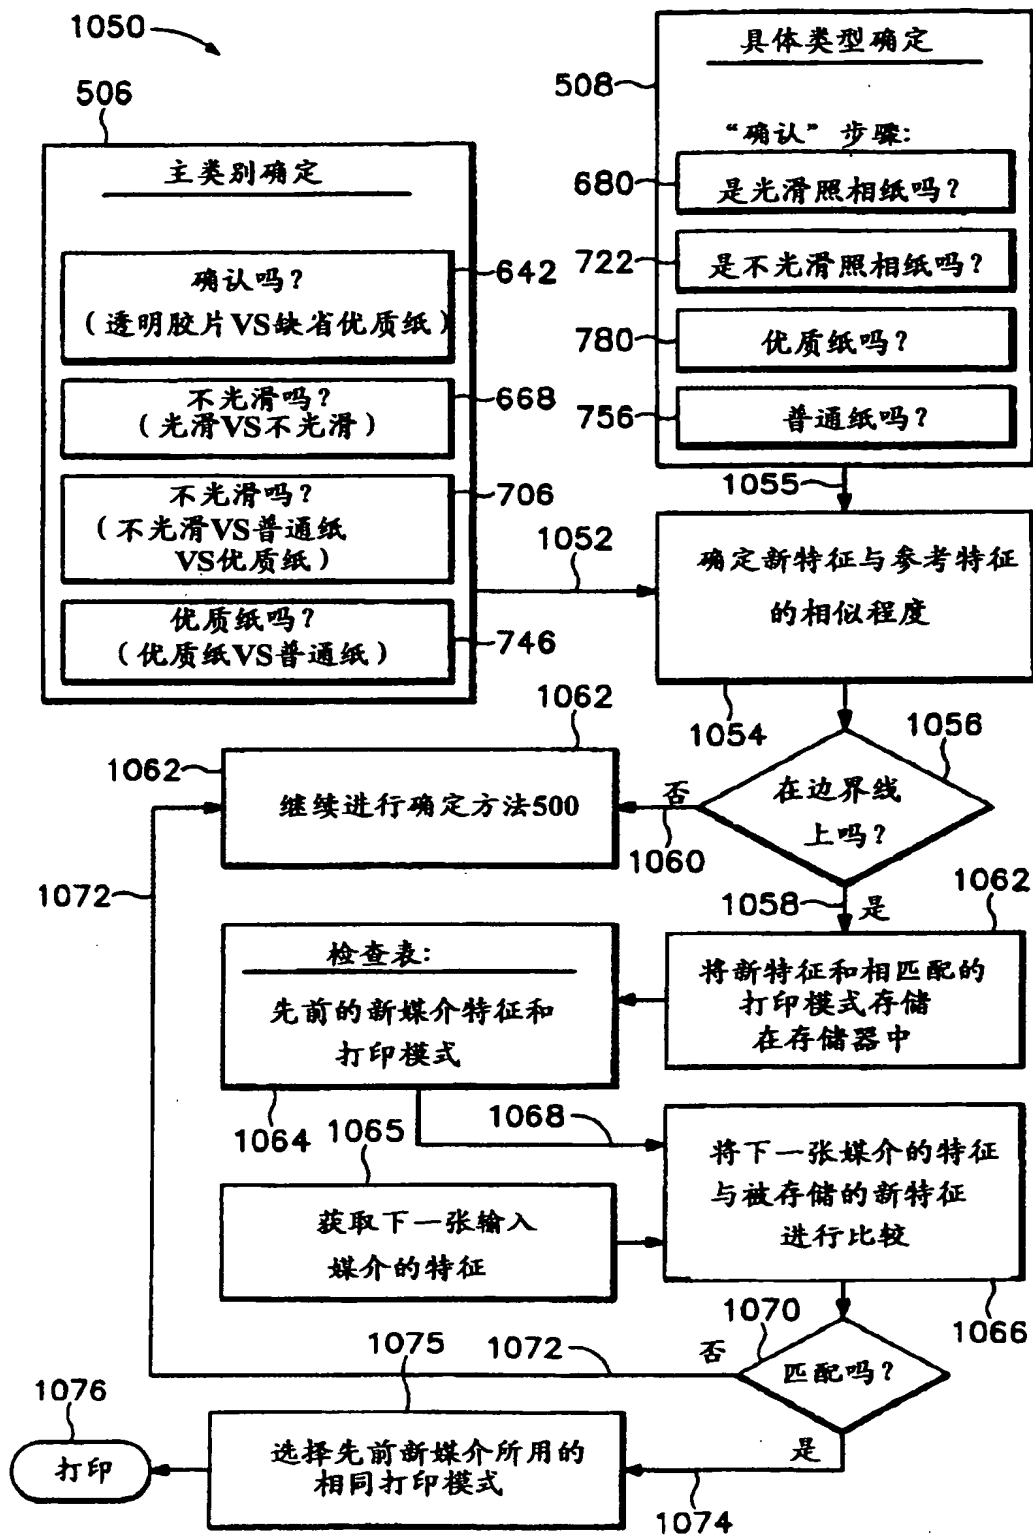 1050
506
主类别确定
确认吗？
（透明胶片VS缺省优质纸）
642
不光滑吗？
（光滑VS不光滑）
668
不光滑吗？
（不光滑VS普通纸
VS优质纸）
706
优质纸吗？
（优质纸VS普通纸）
746
508
具体类型确定
“确认”步骤：
680
是光滑照相纸吗？
722
是不光滑照相纸吗？
780
优质纸吗？
756
普通纸吗？
1055
1052
确定新特征与参考特征
的相似程度
1054
1056
在边界线
上吗？
否
1060
1058
是
1062
1062
继续进行确定方法500
1072
1062
将新特征和相匹配的
打印模式存储
在存储器中
检查表：
先前的新媒介特征和
打印模式
1064
1068
1065
获取下一张输入
媒介的特征
将下一张媒介的特征
与被存储的新特征
进行比较
1066
1070
匹配吗？
否
1072
是
1074
1075
选择先前新媒介所用的
相同打印模式
1076
打印